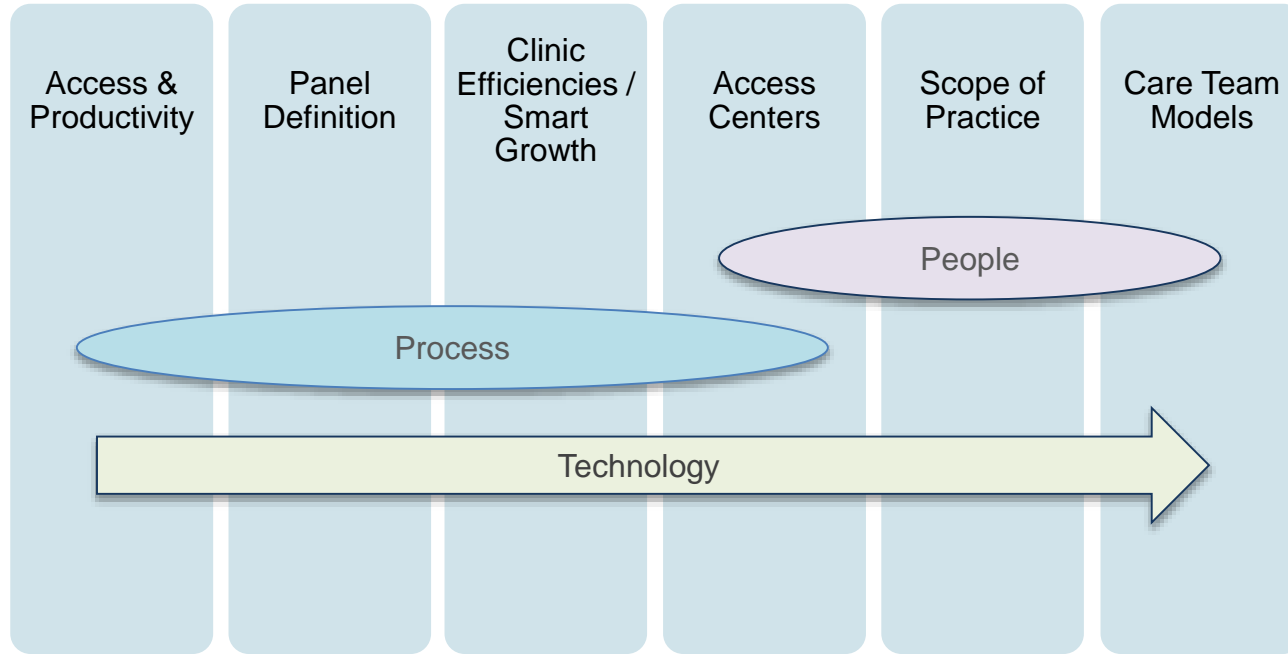 Access &
Productivity
Panel
Definition
Clinic
Efficiencies /
Smart
Growth
Access
Centers
Scope of
Practice
Care Team
Models
People
Process
Technology